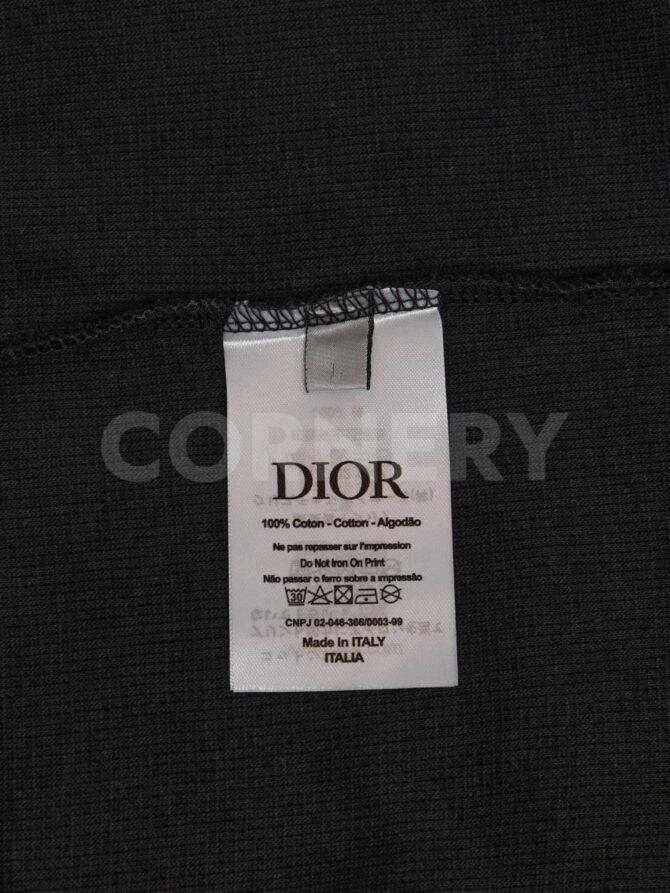 L
CORNERY
DIOR
100% Coton - Cotton - Algodão
Ne pas repasser sur l'impression
Do Not Iron On Print
Não passar o ferro sobre a impressão
30
CNPJ 02-046-366/0003-99
Made In ITALY
ITALIA